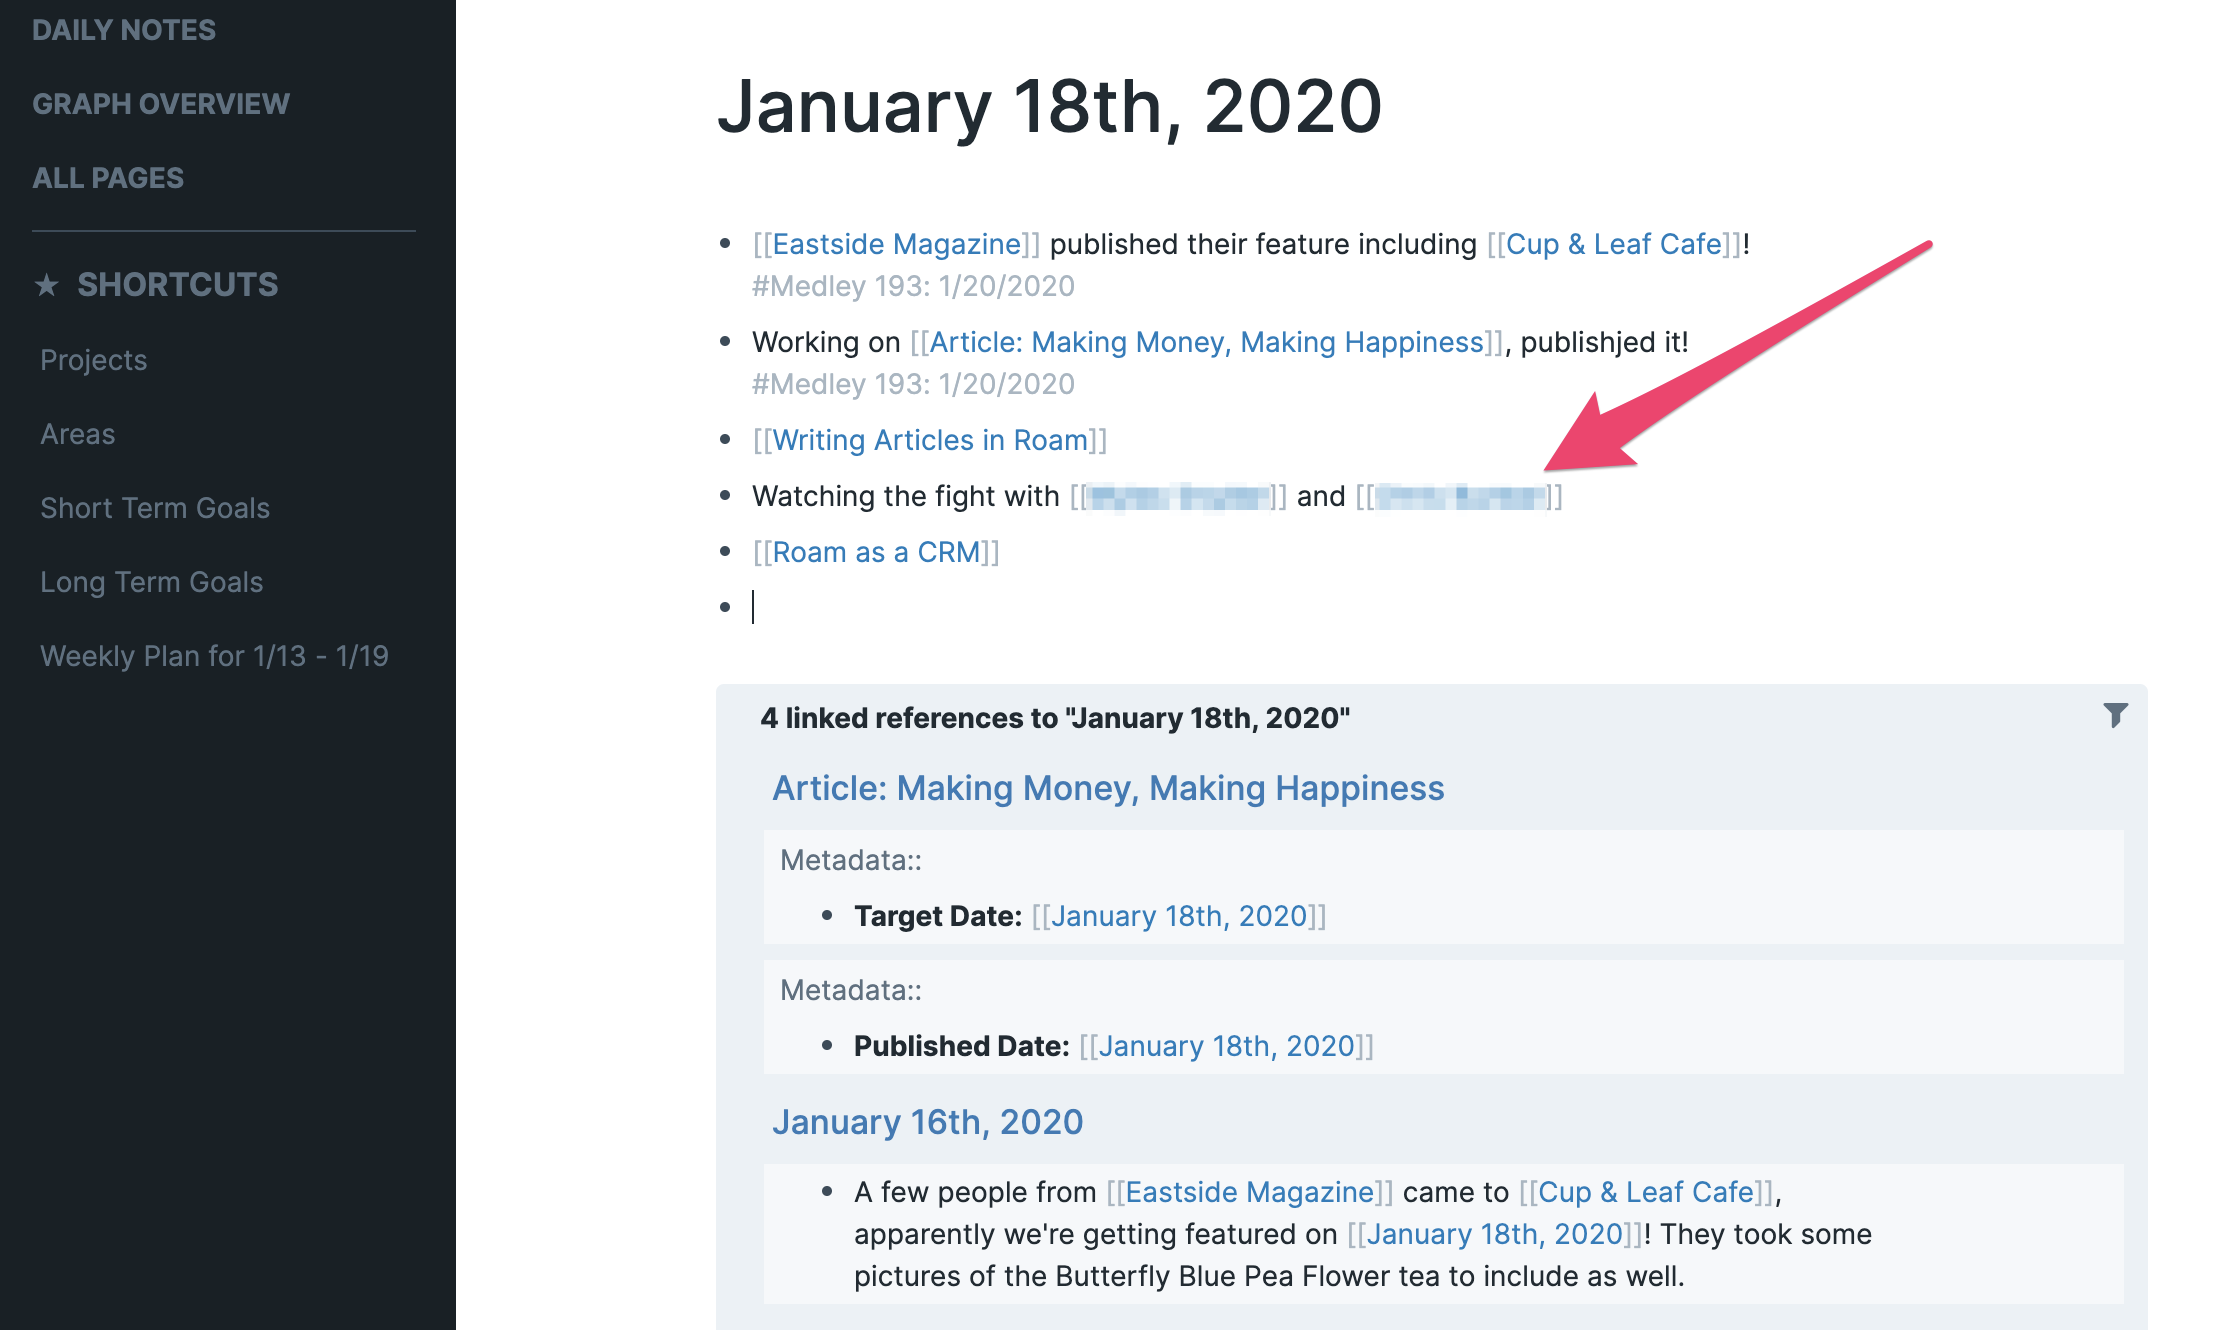 DAILY NOTES
GRAPH OVERVIEW
ALL PAGES
★ SHORTCUTS
Projects
Areas
Short Term Goals
Long Term Goals
Weekly Plan for 1/13 - 1/19
January 18th, 2020
• [[Eastside Magazine]] published their feature including [[Cup & Leaf Cafe]]!
#Medley 193: 1/20/2020
• Working on [[Article: Making Money, Making Happiness]], publishjed it!
#Medley 193: 1/20/2020
• [[Writing Articles in Roam]]
• Watching the fight with [[ ]] and [[ ]]
• [[Roam as a CRM]]
•
4 linked references to "January 18th, 2020"
Article: Making Money, Making Happiness
Metadata::
• Target Date: [[January 18th, 2020]]
Metadata::
• Published Date: [[January 18th, 2020]]
January 16th, 2020
• A few people from [[Eastside Magazine]] came to [[Cup & Leaf Cafe]],
apparently we're getting featured on [[January 18th, 2020]]! They took some
pictures of the Butterfly Blue Pea Flower tea to include as well.